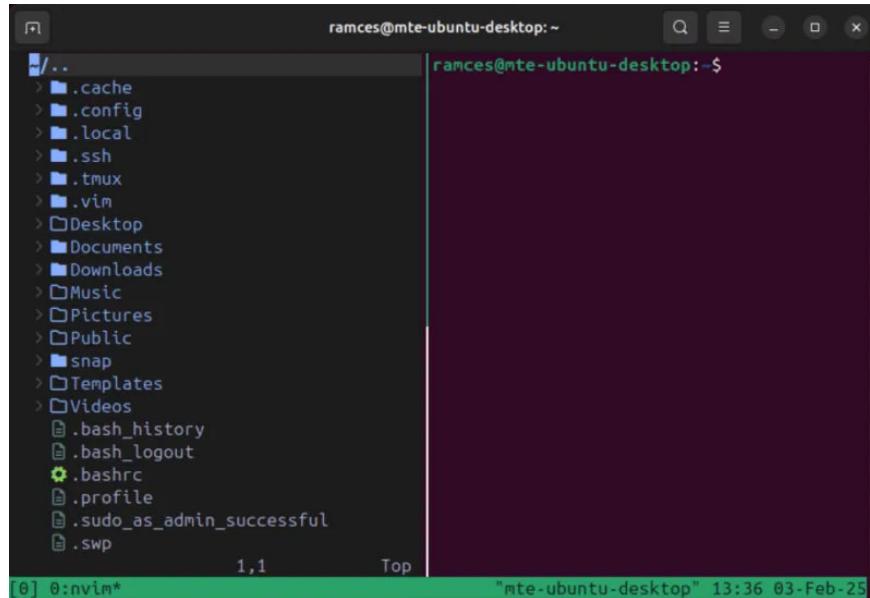 ramces@mte-ubuntu-desktop: ~
~/..
.cache
.config
.local
.ssh
.tmux
.vim
Desktop
Documents
Downloads
Music
Pictures
Public
snap
Templates
Videos
.bash_history
.bash_logout
.bashrc
.profile
.sudo_as_admin_successful
.swp
1,1 Top
ramces@mte-ubuntu-desktop:~$
[0] 0:nvim* "mte-ubuntu-desktop" 13:36 03-Feb-25